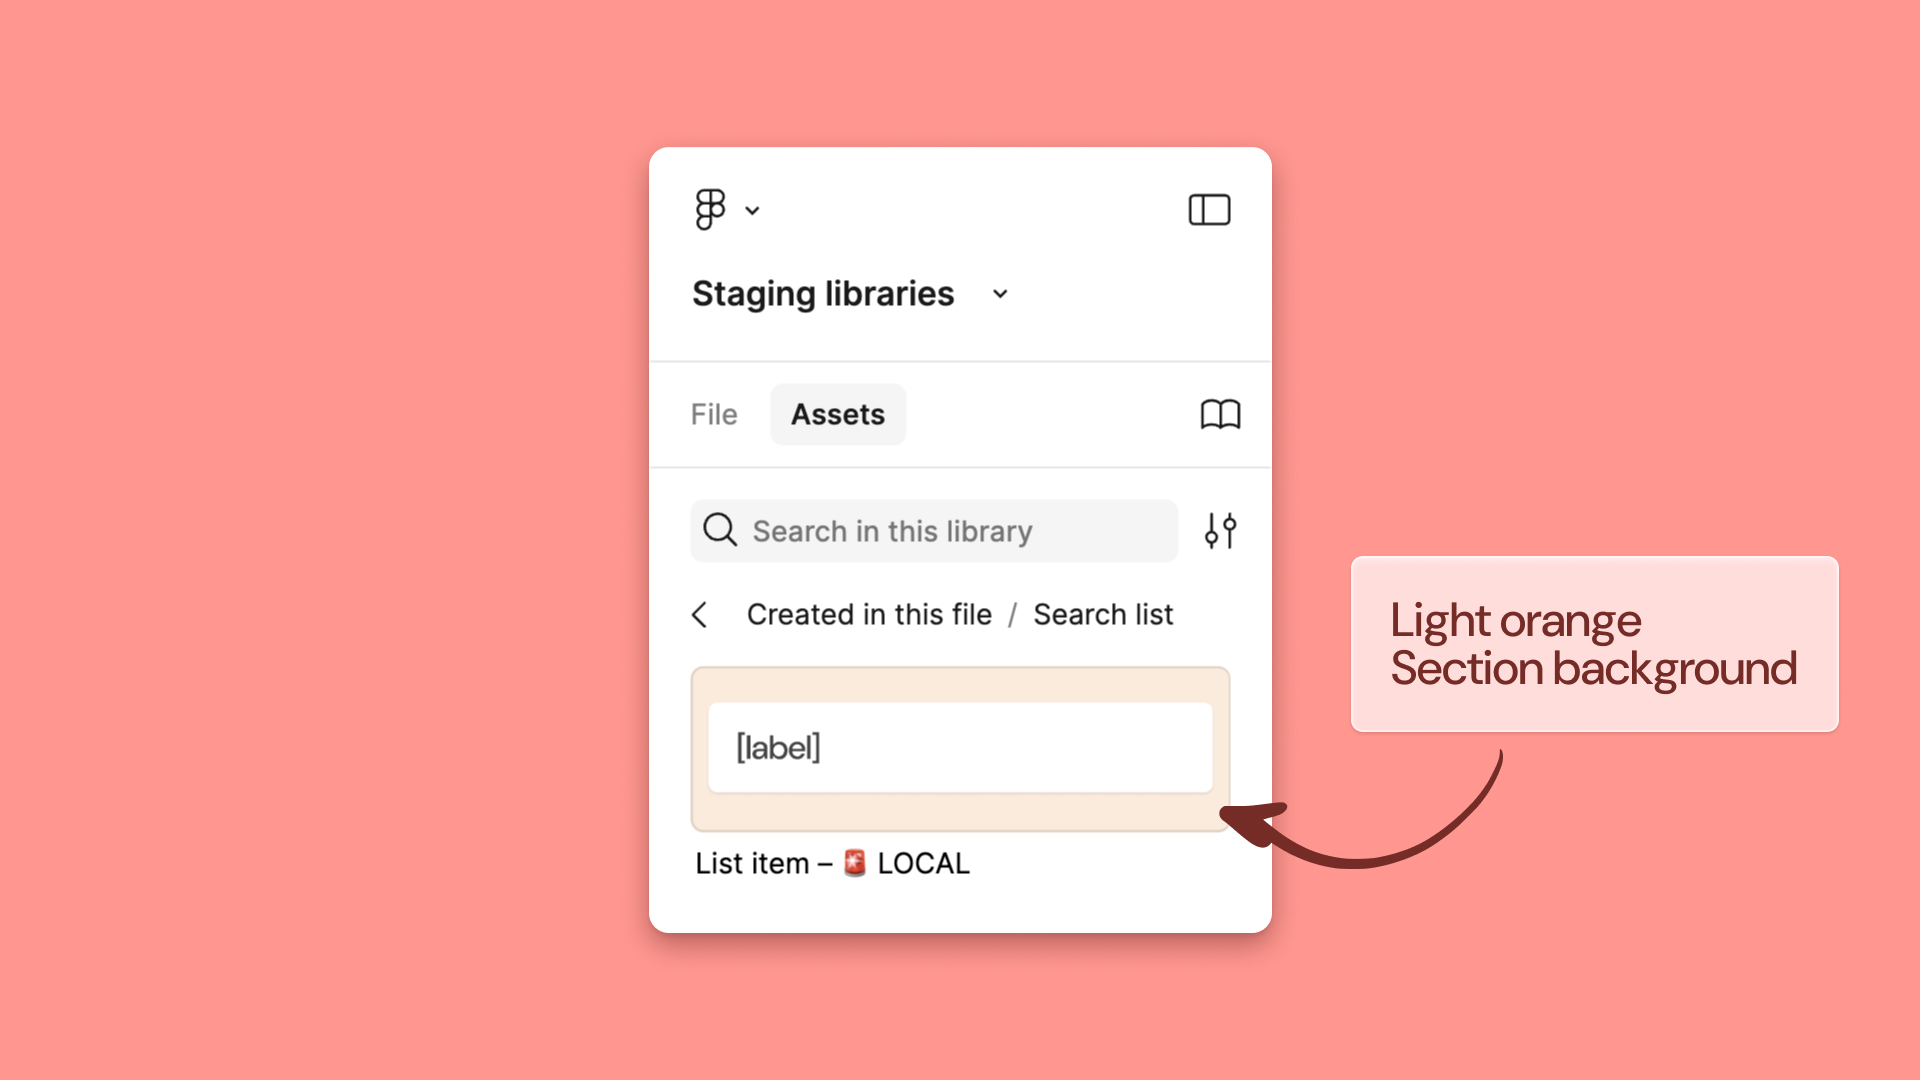 Staging libraries
File
Assets
Search in this library
Created in this file / Search list
[label]
List item – 🚨 LOCAL
Light orange
Section background